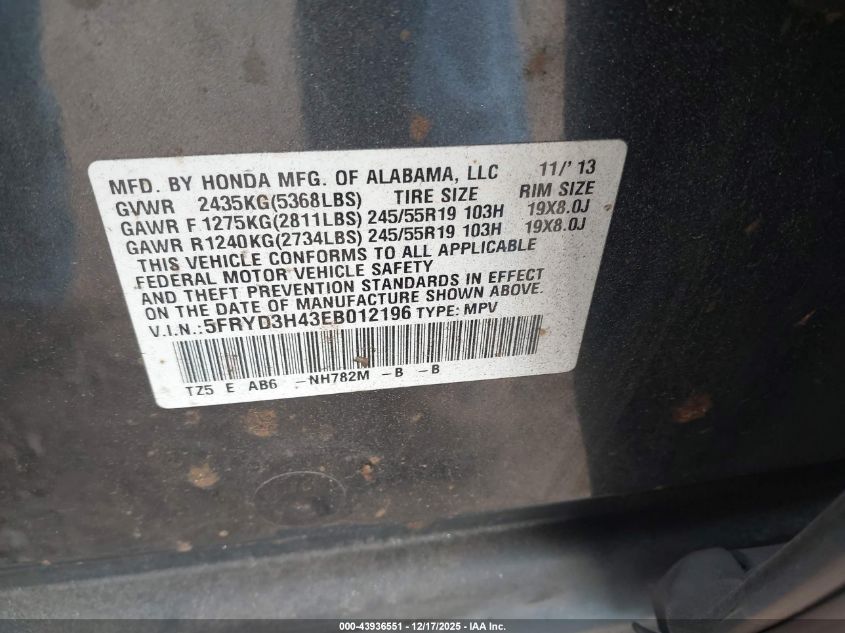 MFD. BY HONDA MFG. OF ALABAMA, LLC 11/'13
GVWR 2435KG(5368LBS) TIRE SIZE RIM SIZE
GAWR F 1275KG(2811LBS) 245/55R19 103H 19X8.0J
GAWR R1240KG(2734LBS) 245/55R19 103H 19X8.0J
THIS VEHICLE CONFORMS TO ALL APPLICABLE
FEDERAL MOTOR VEHICLE SAFETY
AND THEFT PREVENTION STANDARDS IN EFFECT
ON THE DATE OF MANUFACTURE SHOWN ABOVE.
V.I.N.:5FRYD3H43EB012196 TYPE: MPV
TZ5 E AB6 -NH782M -B -B
000-43936551 — 12/17/2025 — IAA Inc.